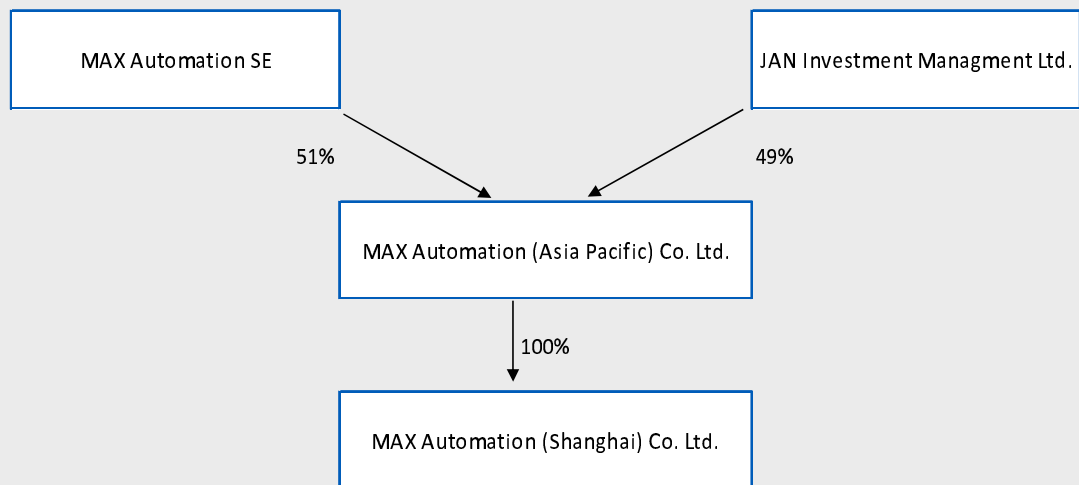 MAX Automation SE
JAN Investment Managment Ltd.
51%
49%
MAX Automation (Asia Pacific) Co. Ltd.
100%
MAX Automation (Shanghai) Co. Ltd.